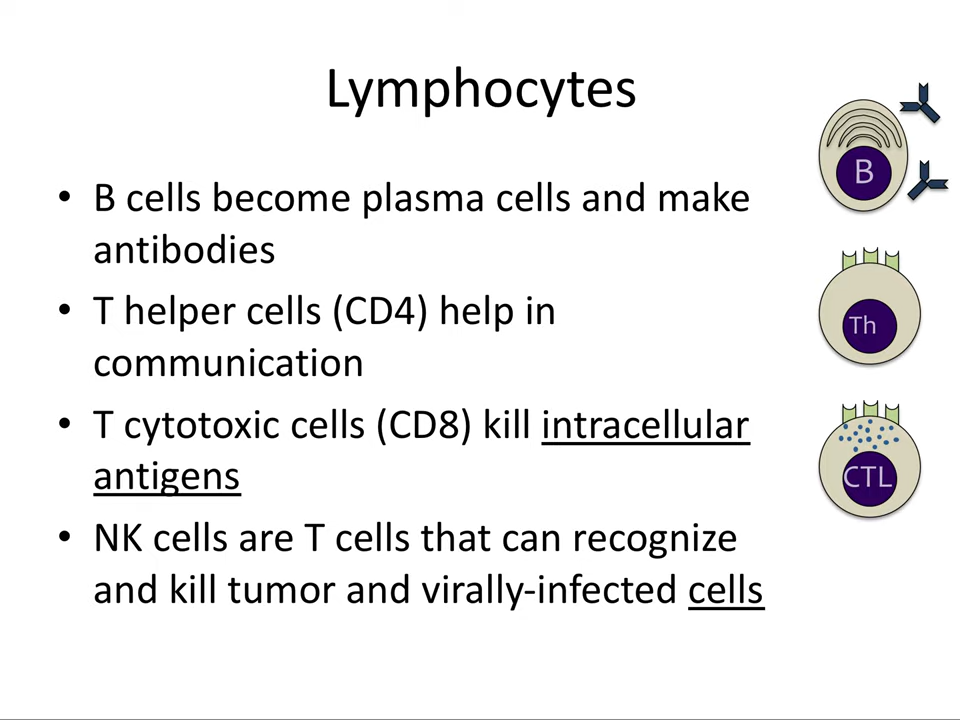 Lymphocytes
• B cells become plasma cells and make
antibodies
• T helper cells (CD4) help in
communication
• T cytotoxic cells (CD8) kill intracellular
antigens
• NK cells are T cells that can recognize
and kill tumor and virally-infected cells
B
Th
CTL